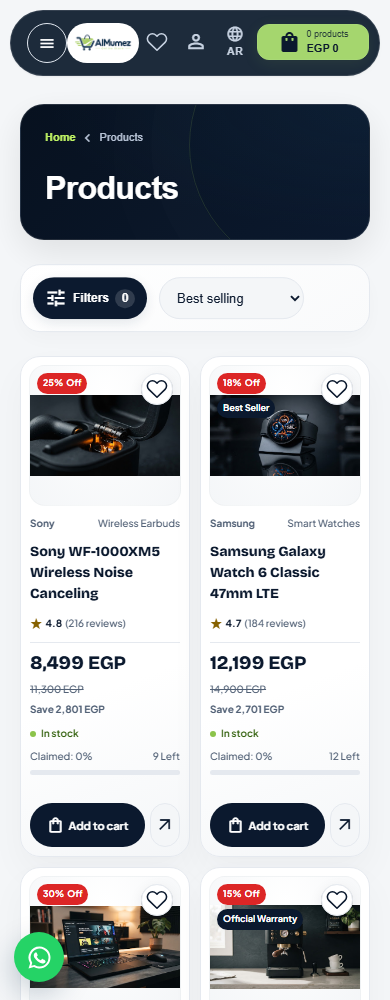 AlMumez
AR
0 products
EGP 0
Home
Products
Products
Filters 0
Best selling
25% Off
Sony Wireless Earbuds
Sony WF-1000XM5
Wireless Noise
Canceling
★ 4.8 (216 reviews)
8,499 EGP
11,300 EGP
Save 2,801 EGP
In stock
Claimed: 0% 9 Left
Add to cart
18% Off
Best Seller
Samsung Smart Watches
Samsung Galaxy
Watch 6 Classic
47mm LTE
★ 4.7 (184 reviews)
12,199 EGP
14,900 EGP
Save 2,701 EGP
In stock
Claimed: 0% 12 Left
Add to cart
30% Off
15% Off
Official Warranty